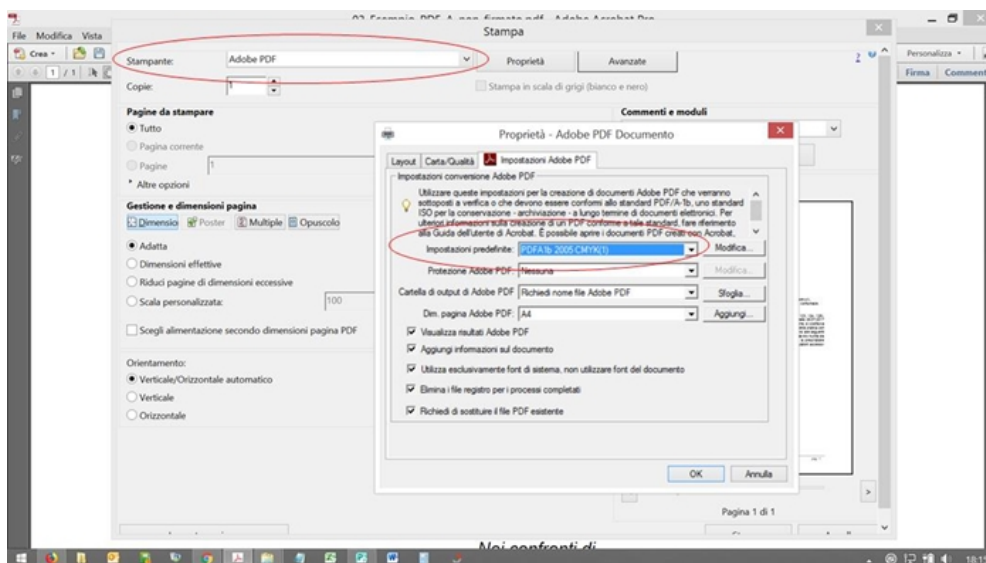 Stampa
File Modifica Vista
Crea
Personalizza
1 / 1
Firma Comment
Stampante: Adobe PDF Proprietà Avanzate
Copie: 1 Stampa in scala di grigi (bianco e nero)
Pagine da stampare
Tutto
Pagina corrente
Pagine 1
Altre opzioni
Commenti e moduli
Gestione e dimensioni pagina
Dimensio Poster Multiple Opuscolo
Adatta
Dimensioni effettive
Riduci pagine di dimensioni eccessive
Scala personalizzata: 100
Scegli alimentazione secondo dimensioni pagina PDF
Orientamento:
Verticale/Orizzontale automatico
Verticale
Orizzontale
Proprietà - Adobe PDF Documento
Layout Carta/Qualità Impostazioni Adobe PDF
Impostazioni conversione Adobe PDF
Utilizzare queste impostazioni per la creazione di documenti Adobe PDF che verranno
sottoposti a verifica o che devono essere conformi allo standard PDF/A-1b, uno standard
ISO per la conservazione - archiviazione - a lungo termine di documenti elettronici. Per
ulteriori informazioni sulla creazione di un PDF conforme a tale standard, fare riferimento
alla Guida dell'utente di Acrobat. È possibile aprire i documenti PDF creati con Acrobat,
Impostazioni predefinite: PDFA1b 2005 CMYK(1) Modifica...
Protezione Adobe PDF: Nessuna Modifica...
Cartella di output di Adobe PDF Richiedi nome file Adobe PDF Sfoglia...
Dim. pagina Adobe PDF: A4 Aggiungi...
Visualizza risultati Adobe PDF
Aggiungi informazioni sul documento
Utilizza esclusivamente font di sistema, non utilizzare font del documento
Elimina i file registro per i processi completati
Richiedi di sostituire il file PDF esistente
OK Annulla
Pagina 1 di 1
Noi confronti di